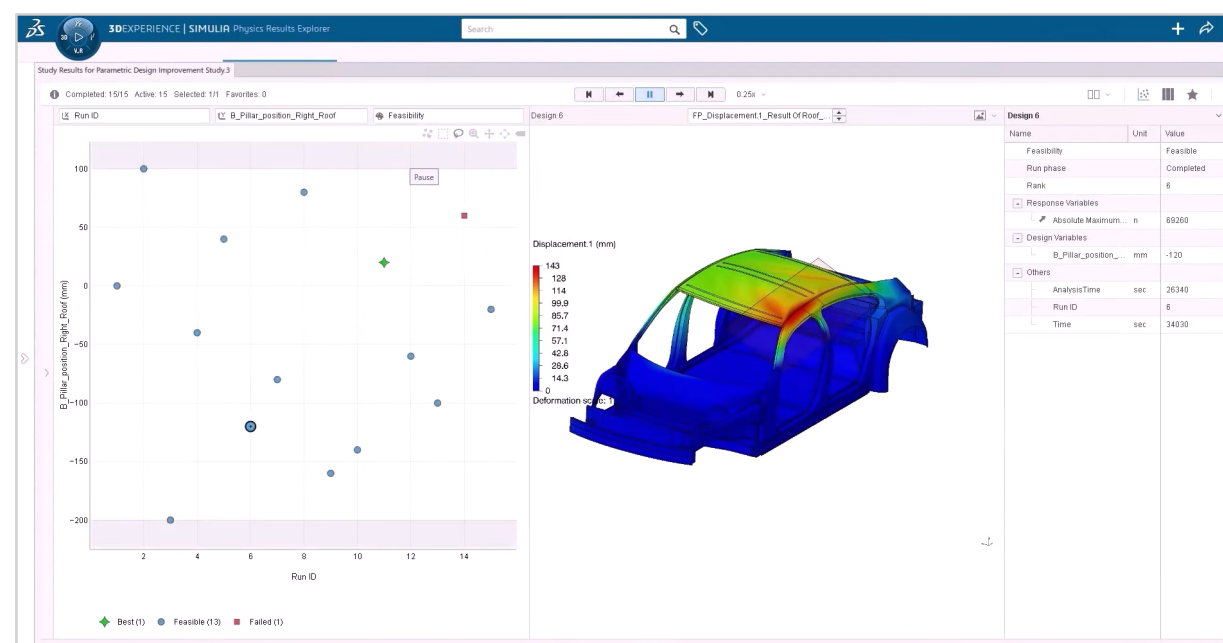 3DEXPERIENCE | SIMULIA Physics Results Explorer
Search
3D
V.R
Study Results for Parametric Design Improvement Study.3
Completed: 15/15 Active: 15 Selected: 1/1 Favorites: 0
0.25x
Run ID
B_Pillar_position_Right_Roof
Feasibility
Design 6
FP_Displacement.1_Result Of Roof_...
Pause
100
50
0
−50
−100
−150
−200
B_Pillar_position_Right_Roof (mm)
2 4 6 8 10 12 14
Run ID
Best (1) Feasible (13) Failed (1)
Displacement.1 (mm)
143
128
114
99.9
85.7
71.4
57.1
42.8
28.6
14.3
0
Deformation scale: 1
Design 6
Name Unit Value
Feasibility Feasible
Run phase Completed
Rank 6
Response Variables
Absolute Maximum... n 69260
Design Variables
B_Pillar_position_... mm -120
Others
AnalysisTime sec 26340
Run ID 6
Time sec 34030